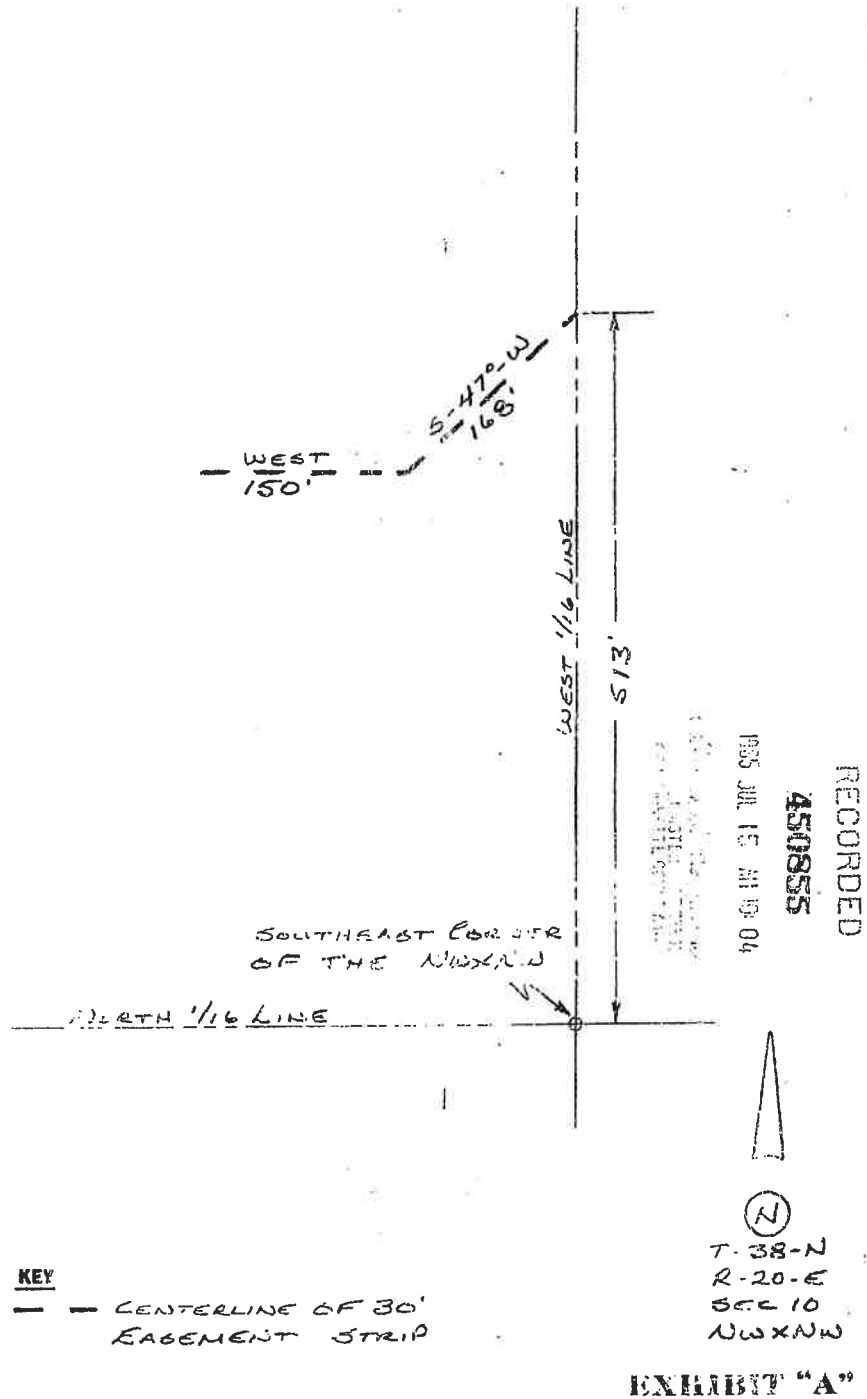 S-47°-W
168'
WEST
150'
WEST 1/16 LINE
513'
RECORDED
450855
1985 JUL 15 AM 10:04
SOUTHEAST CORNER
OF THE NWXNW
NORTH 1/16 LINE
N
T-38-N
R-20-E
SEC 10
NWXNW
KEY
CENTERLINE OF 30'
EASEMENT STRIP
EXHIBIT "A"